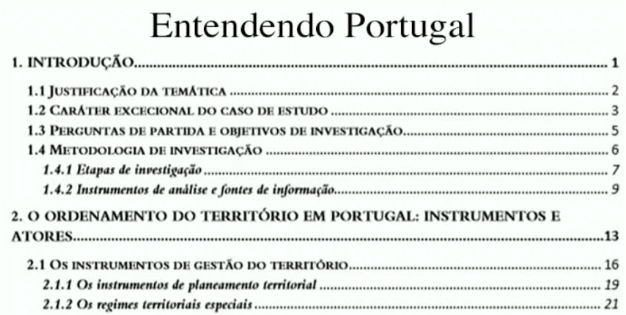 Entendendo Portugal
1. INTRODUÇÃO.....1
1.1 JUSTIFICAÇÃO DA TEMÁTICA.....2
1.2 CARÁTER EXCECIONAL DO CASO DE ESTUDO.....3
1.3 PERGUNTAS DE PARTIDA E OBJETIVOS DE INVESTIGAÇÃO.....5
1.4 METODOLOGIA DE INVESTIGAÇÃO.....6
1.4.1 Etapas de investigação.....7
1.4.2 Instrumentos de análise e fontes de informação.....9
2. O ORDENAMENTO DO TERRITÓRIO EM PORTUGAL: INSTRUMENTOS E
ATORES.....13
2.1 OS INSTRUMENTOS DE GESTÃO DO TERRITÓRIO.....16
2.1.1 Os instrumentos de planeamento territorial.....19
2.1.2 Os regimes territoriais especiais.....21